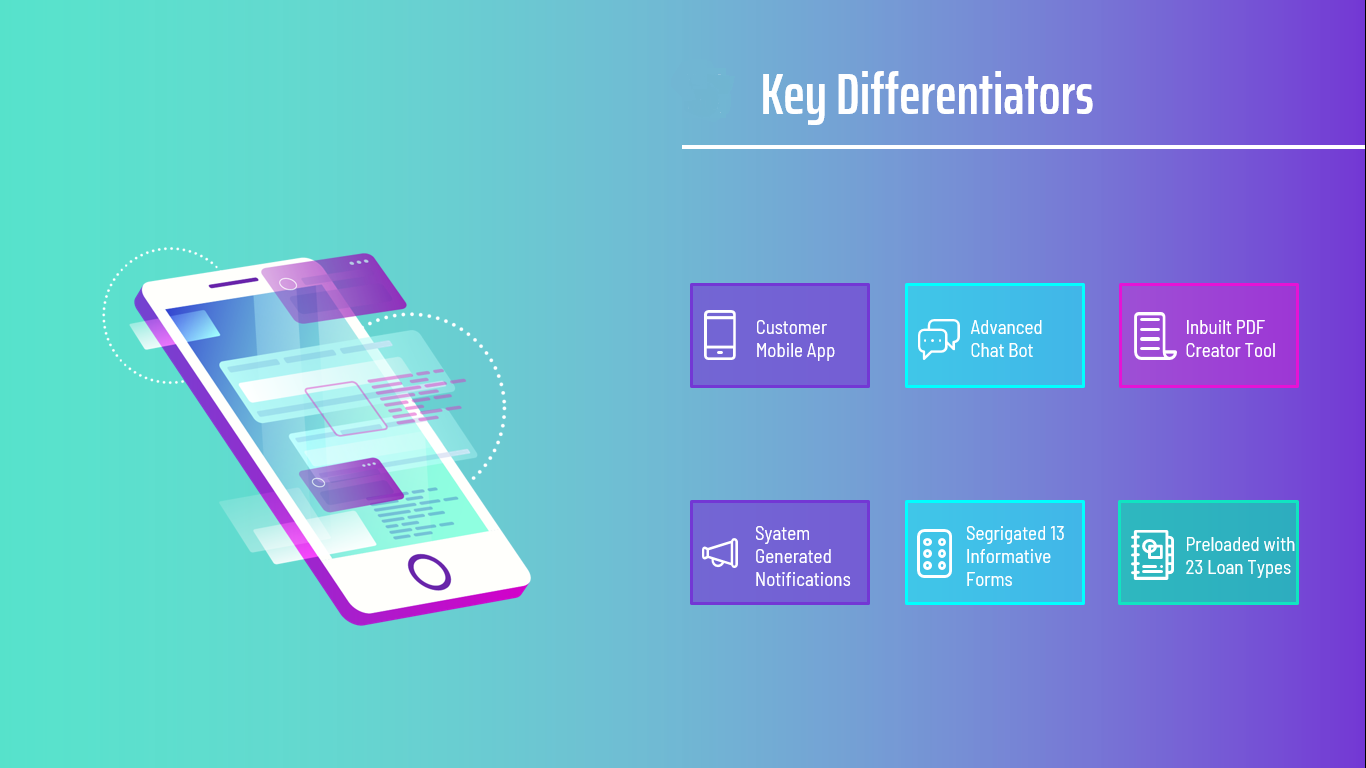 Key Differentiators
Customer
Mobile App
Advanced
Chat Bot
Inbuilt PDF
Creator Tool
Syatem
Generated
Notifications
Segrigated 13
Informative
Forms
Preloaded with
23 Loan Types